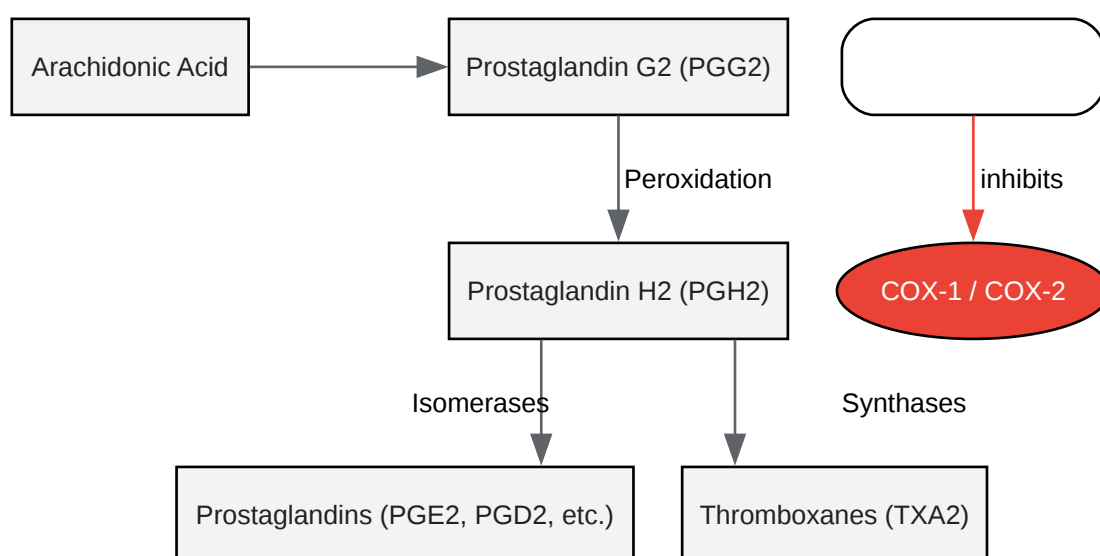 Arachidonic Acid
Prostaglandin G2 (PGG2)
Peroxidation
inhibits
Prostaglandin H2 (PGH2)
COX-1 / COX-2
Isomerases
Synthases
Prostaglandins (PGE2, PGD2, etc.)
Thromboxanes (TXA2)